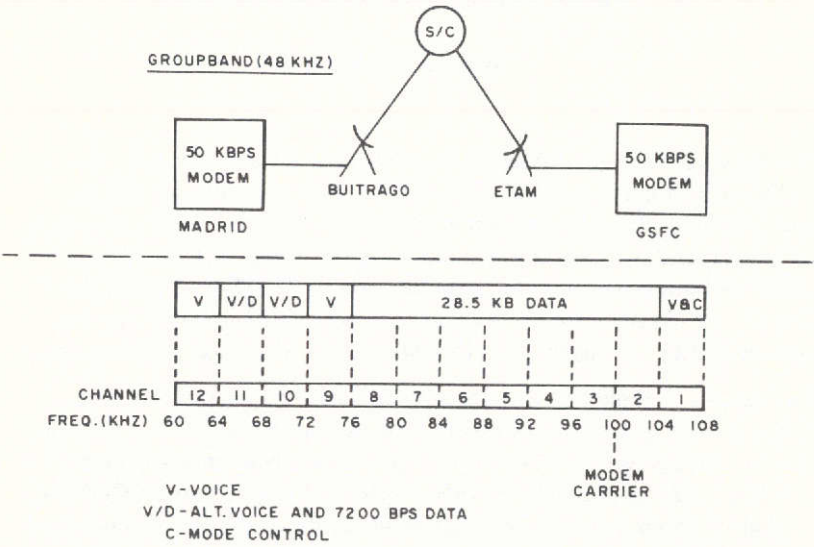 S/C
GROUPBAND (48 KHZ)
50 KBPS
MODEM
MADRID
BUITRAGO
ETAM
50 KBPS
MODEM
GSFC
V V/D V/D V 28.5 KB DATA V&C
CHANNEL 12 11 10 9 8 7 6 5 4 3 2 1
FREQ.(KHZ) 60 64 68 72 76 80 84 88 92 96 100 104 108
MODEM
CARRIER
V-VOICE
V/D-ALT. VOICE AND 7200 BPS DATA
C-MODE CONTROL